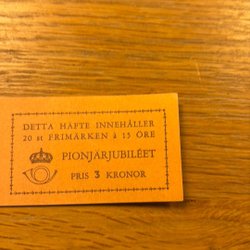 DETTA HÄFTE INNEHÅLLER
20 st FRIMÄRKEN à 15 ÖRE
PIONJÄRJUBILÉET
PRIS 3 KRONOR